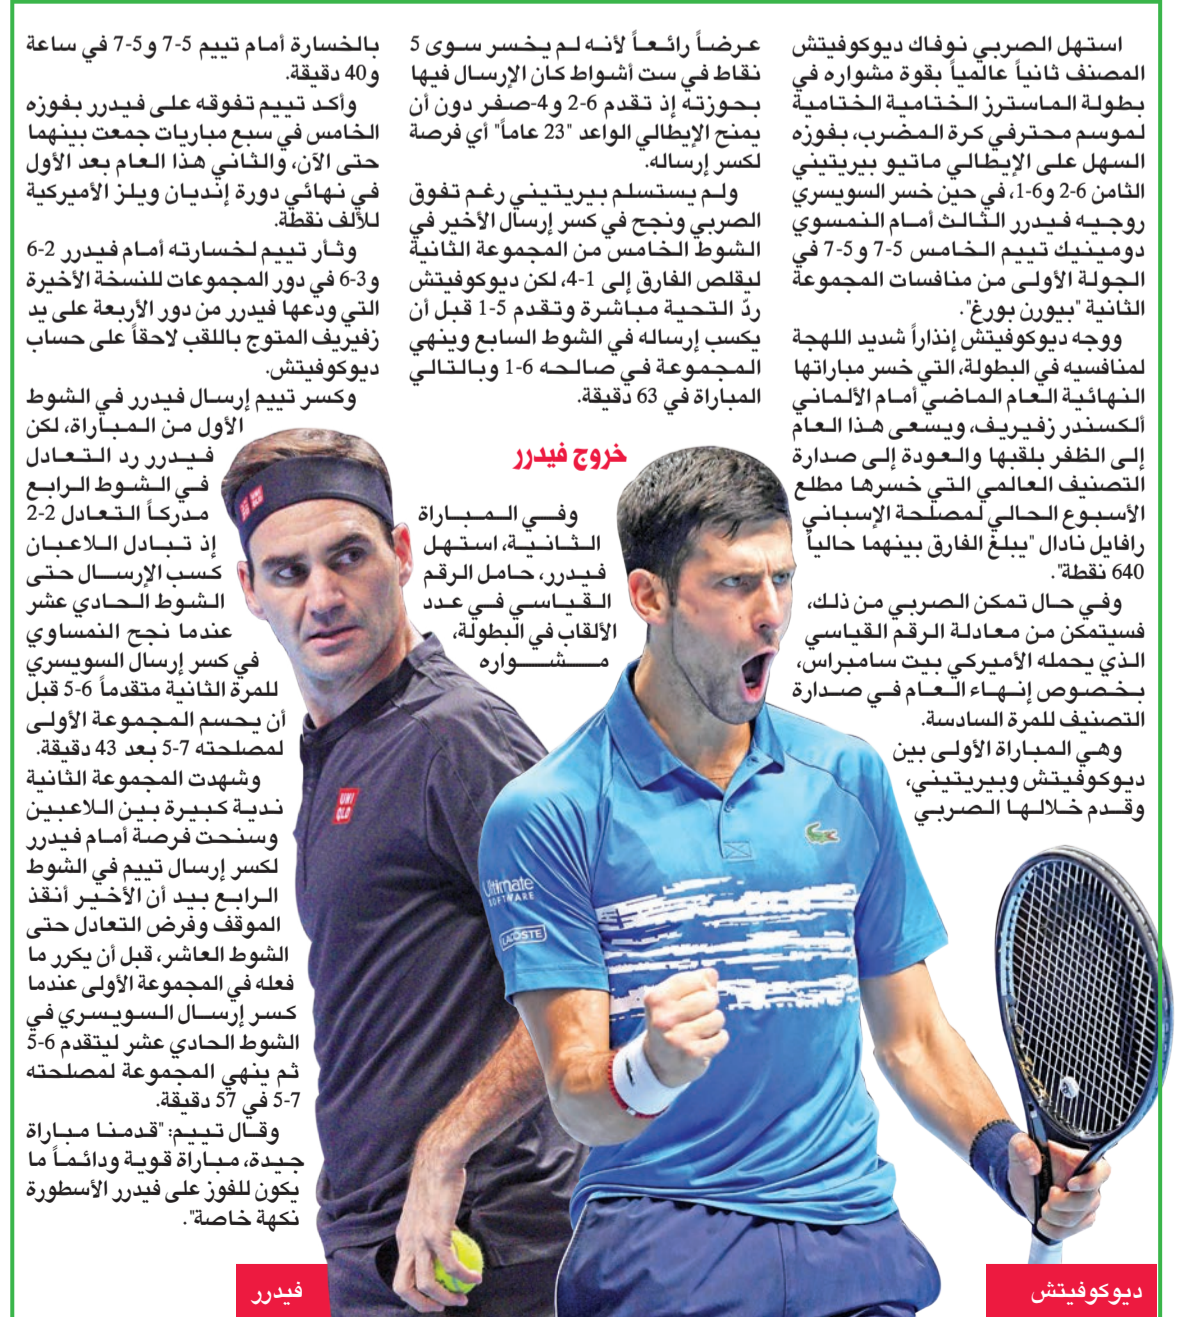 استهل الصربي نوفاك ديوكوفيتش
المصنف ثانياً عالمياً بقوة مشواره في
بطولة الماسترز الختامية الختامية
لموسم محترفي كرة المضرب، بفوزه
السهل على الإيطالي ماتيو بيريتيني
الثامن 6-2 و6-1، في حين خسر السويسري
روجيه فيدرر الثالث أمام النمسوي
دومينيك تييم الخامس 5-7 و5-7 في
الجولة الأولى من منافسات المجموعة
الثانية "بيورن بورغ".
ووجه ديوكوفيتش إنذاراً شديد اللهجة
لمنافسيه في البطولة، التي خسر مباراتها
النهائية العام الماضي أمام الألماني
ألكسندر زفيريف، ويسعى هذا العام
إلى الظفر بلقبها والعودة إلى صدارة
التصنيف العالمي التي خسرها مطلع
الأسبوع الحالي لمصلحة الإسباني
رافايل نادال "يبلغ الفارق بينهما حالياً
640 نقطة".
وفي حال تمكن الصربي من ذلك،
فسيتمكن من معادلة الرقم القياسي
الذي يحمله الأميركي بيت سامبراس،
بخصوص إنهاء العام في صدارة
التصنيف للمرة السادسة.
وهي المباراة الأولى بين
ديوكوفيتش وبيريتيني،
وقدم خلالها الصربي
عرضاً رائعاً لأنه لم يخسر سوى 5
نقاط في ست أشواط كان الإرسال فيها
بحوزته إذ تقدم 6-2 و4-صفر دون أن
يمنح الإيطالي الواعد "23 عاماً" أي فرصة
لكسر إرساله.
ولم يستسلم بيريتيني رغم تفوق
الصربي ونجح في كسر إرسال الأخير في
الشوط الخامس من المجموعة الثانية
ليقلص الفارق إلى 1-4، لكن ديوكوفيتش
ردّ التحية مباشرة وتقدم 5-1 قبل أن
يكسب إرساله في الشوط السابع وينهي
المجموعة في صالحه 6-1 وبالتالي
المباراة في 63 دقيقة.
خروج فيدرر
وفي المباراة
الثانية، استهل
فيدرر، حامل الرقم
القياسي في عدد
الألقاب في البطولة،
مشواره
بالخسارة أمام تييم 5-7 و5-7 في ساعة
و40 دقيقة.
وأكد تييم تفوقه على فيدرر بفوزه
الخامس في سبع مباريات جمعت بينهما
حتى الآن، والثاني هذا العام بعد الأول
في نهائي دورة إنديان ويلز الأميركية
للألف نقطة.
وثأر تييم لخسارته أمام فيدرر 2-6
و3-6 في دور المجموعات للنسخة الأخيرة
التي ودعها فيدرر من دور الأربعة على يد
زفيريف المتوج باللقب لاحقاً على حساب
ديوكوفيتش.
وكسر تييم إرسال فيدرر في الشوط
الأول من المباراة، لكن
فيدرر رد التعادل
في الشوط الرابع
مدركاً التعادل 2-2
إذ تبادل اللاعبان
كسب الإرسال حتى
الشوط الحادي عشر
عندما نجح النمساوي
في كسر إرسال السويسري
للمرة الثانية متقدماً 6-5 قبل
أن يحسم المجموعة الأولى
لمصلحته 7-5 بعد 43 دقيقة.
وشهدت المجموعة الثانية
ندية كبيرة بين اللاعبين
وسنحت فرصة أمام فيدرر
لكسر إرسال تييم في الشوط
الرابع بيد أن الأخير أنقذ
الموقف وفرض التعادل حتى
الشوط العاشر، قبل أن يكرر ما
فعله في المجموعة الأولى عندما
كسر إرسال السويسري في
الشوط الحادي عشر ليتقدم 6-5
ثم ينهي المجموعة لمصلحته
7-5 في 57 دقيقة.
وقال تييم: "قدمنا مباراة
جيدة، مباراة قوية ودائماً ما
يكون للفوز على فيدرر الأسطورة
نكهة خاصة".
UNI
QLO
UNI
QLO
Ultimate
SOFTWARE
LACOSTE
ديوكوفيتش
فيدرر